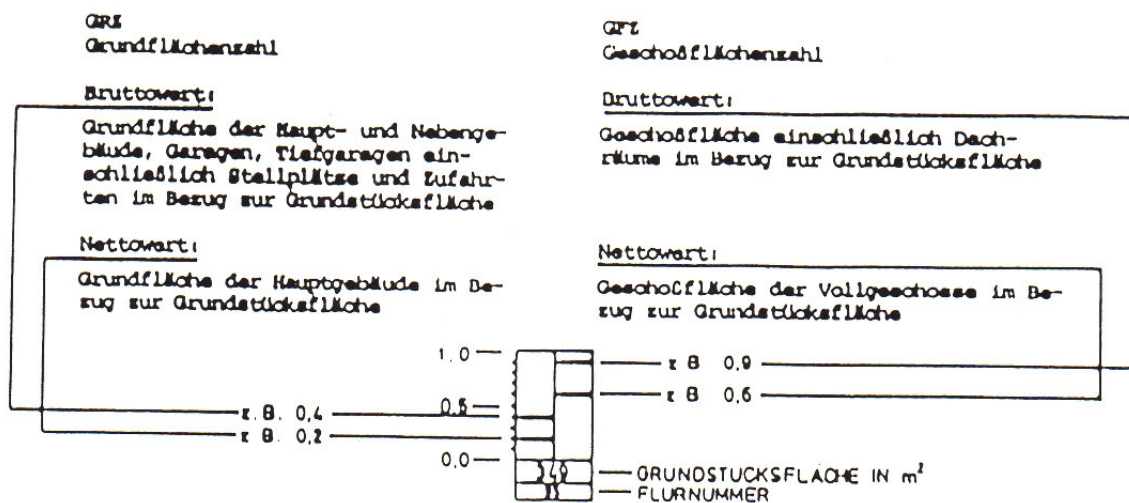 GRZ
Grundflächenzahl
Bruttowert:
Grundfläche der Haupt- und Nebenge-
bäude, Garagen, Tiefgaragen ein-
schließlich Stellplätze und Zufahr-
ten im Bezug zur Grundstücksfläche
Nettowert:
Grundfläche der Hauptgebäude im Be-
zug zur Grundstücksfläche
GFZ
Geschoßflächenzahl
Bruttowert:
Geschoßfläche einschließlich Dach-
räume im Bezug zur Grundstücksfläche
Nettowert:
Geschoßfläche der Vollgeschosse im Be-
zug zur Grundstücksfläche
1,0
z B 0,9
0,5
z B 0,6
z.B. 0,4
z B. 0,2
0,0
GRUNDSTUCKSFLACHE IN m²
FLURNUMMER